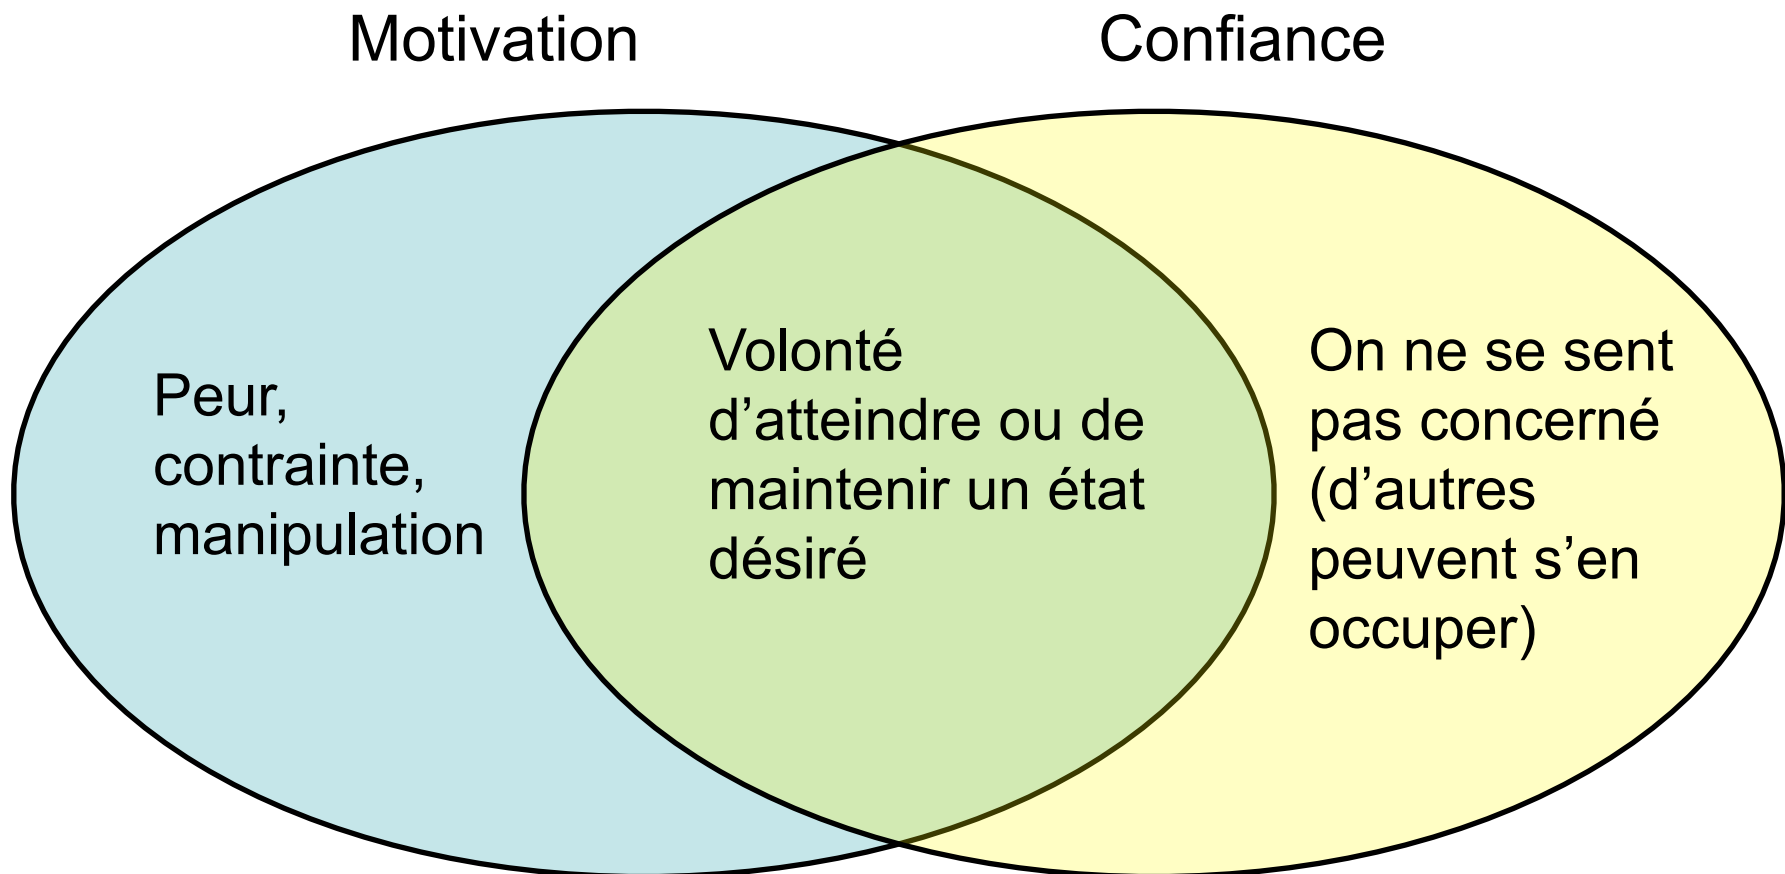 Motivation
Confiance
Peur,
contrainte,
manipulation
Volonté
d’atteindre ou de
maintenir un état
désiré
On ne se sent
pas concerné
(d’autres
peuvent s’en
occuper)